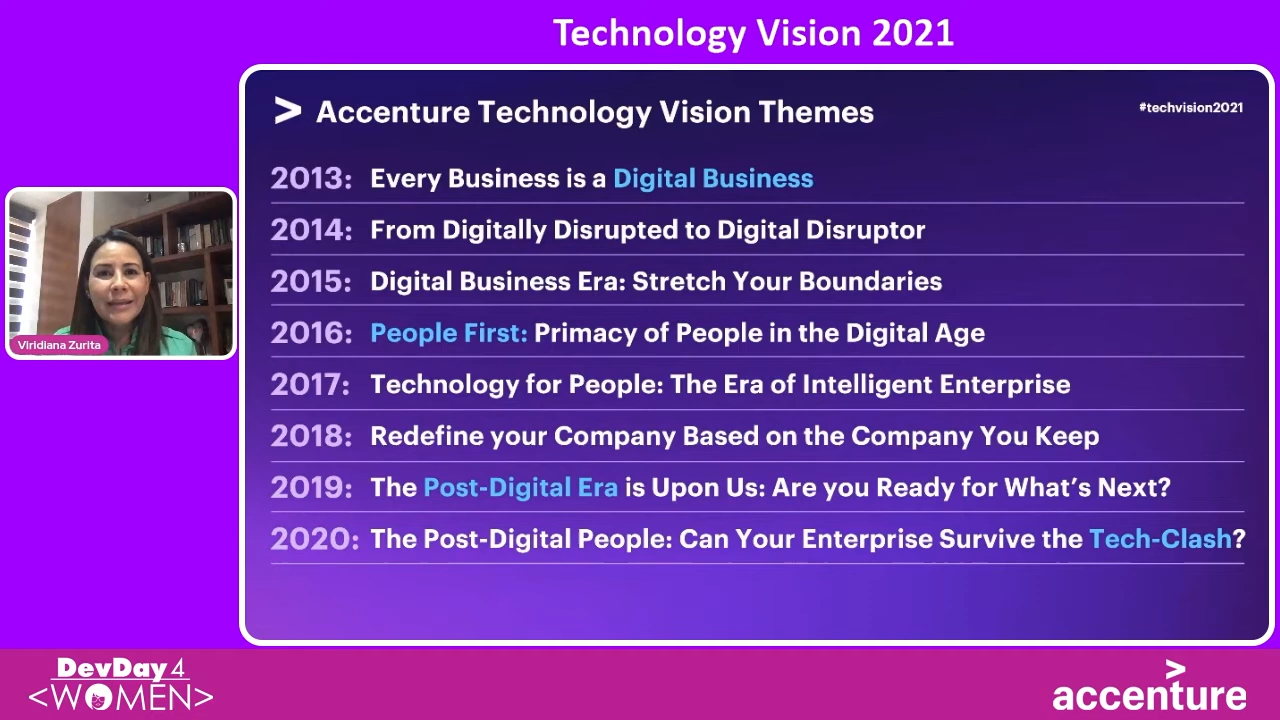 Technology Vision 2021
> Accenture Technology Vision Themes
#techvision2021
2013: Every Business is a Digital Business
2014: From Digitally Disrupted to Digital Disruptor
2015: Digital Business Era: Stretch Your Boundaries
2016: People First: Primacy of People in the Digital Age
2017: Technology for People: The Era of Intelligent Enterprise
2018: Redefine your Company Based on the Company You Keep
2019: The Post-Digital Era is Upon Us: Are you Ready for What's Next?
2020: The Post-Digital People: Can Your Enterprise Survive the Tech-Clash?
Viridiana Zurita
DevDay4
<WOMEN>
accenture